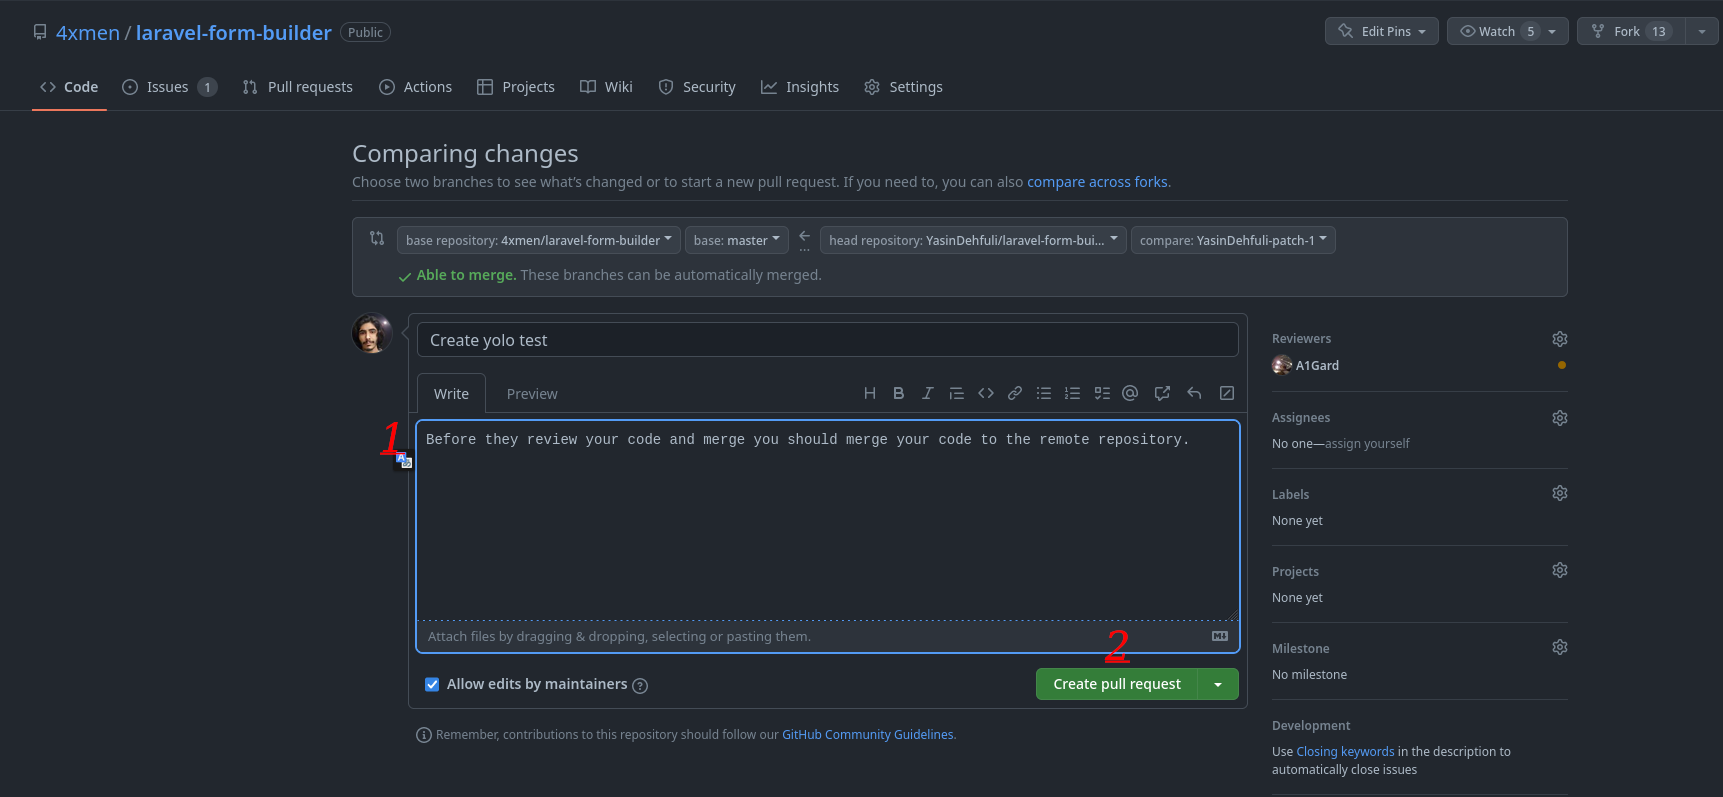 4xmen / laravel-form-builder Public
Edit Pins Watch 5 Fork 13
Code Issues 1 Pull requests Actions Projects Wiki Security Insights Settings
Comparing changes
Choose two branches to see what's changed or to start a new pull request. If you need to, you can also compare across forks.
base repository: 4xmen/laravel-form-builder base: master head repository: YasinDehfuli/laravel-form-bui... compare: YasinDehfuli-patch-1
Able to merge. These branches can be automatically merged.
Create yolo test
Write Preview
1
Before they review your code and merge you should merge your code to the remote repository.
Attach files by dragging & dropping, selecting or pasting them.
2
Allow edits by maintainers
Create pull request
Remember, contributions to this repository should follow our GitHub Community Guidelines.
Reviewers
A1Gard
Assignees
No one—assign yourself
Labels
None yet
Projects
None yet
Milestone
No milestone
Development
Use Closing keywords in the description to
automatically close issues